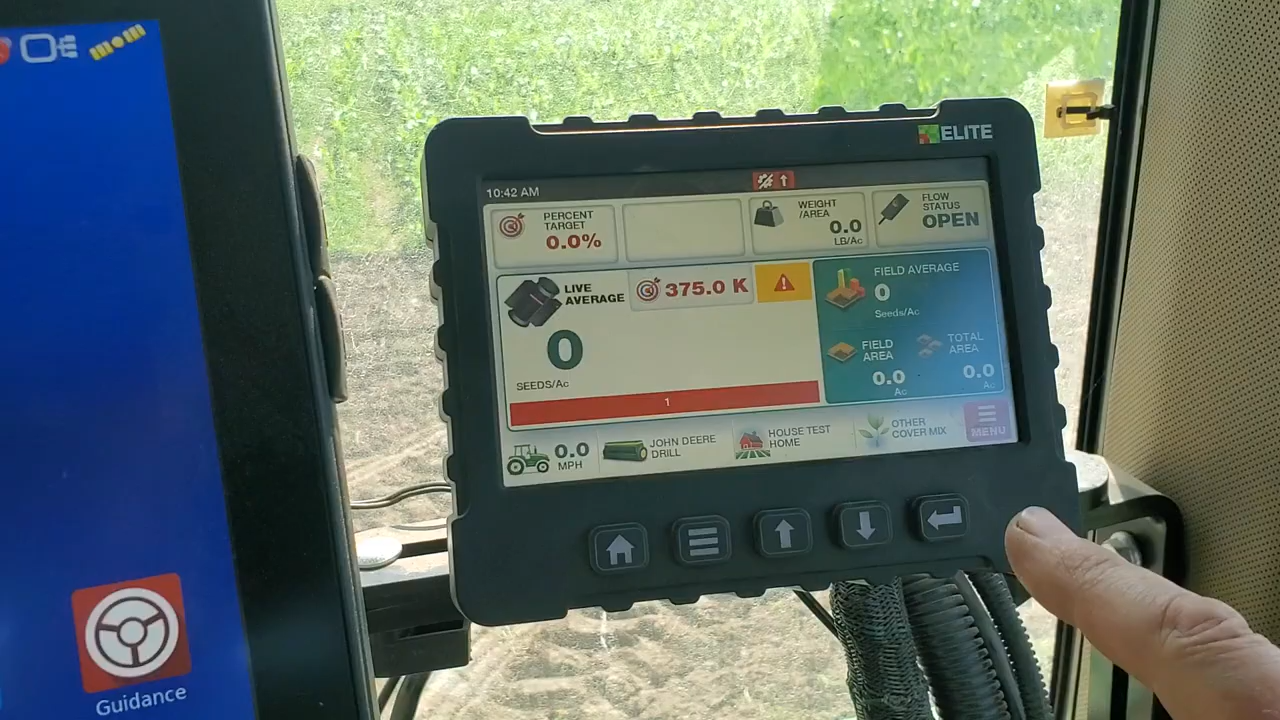 ELITE
10:42 AM
PERCENT
TARGET
0.0%
WEIGHT
/AREA
0.0
LB/Ac
FLOW
STATUS
OPEN
LIVE
AVERAGE
375.0 K
0
SEEDS/Ac
1
FIELD AVERAGE
0
Seeds/Ac
FIELD
AREA
0.0
Ac
TOTAL
AREA
0.0
Ac
0.0
MPH
JOHN DEERE
DRILL
HOUSE TEST
HOME
OTHER
COVER MIX
MENU
Guidance